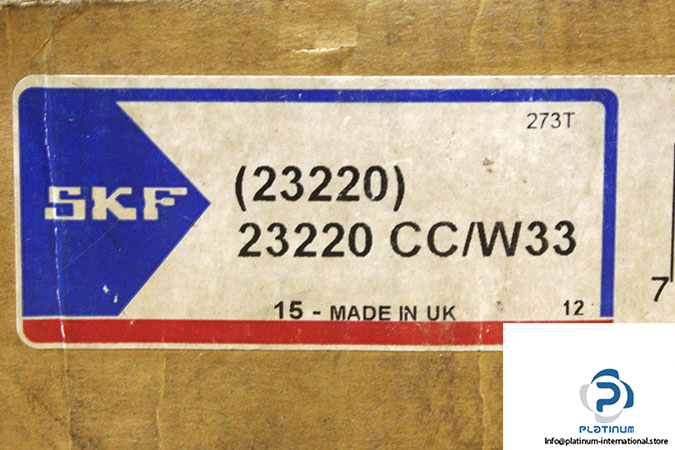 273T
SKF
(23220)
23220 CC/W33
15 - MADE IN UK
12
7
PLATINUM
Info@platinum-international.store